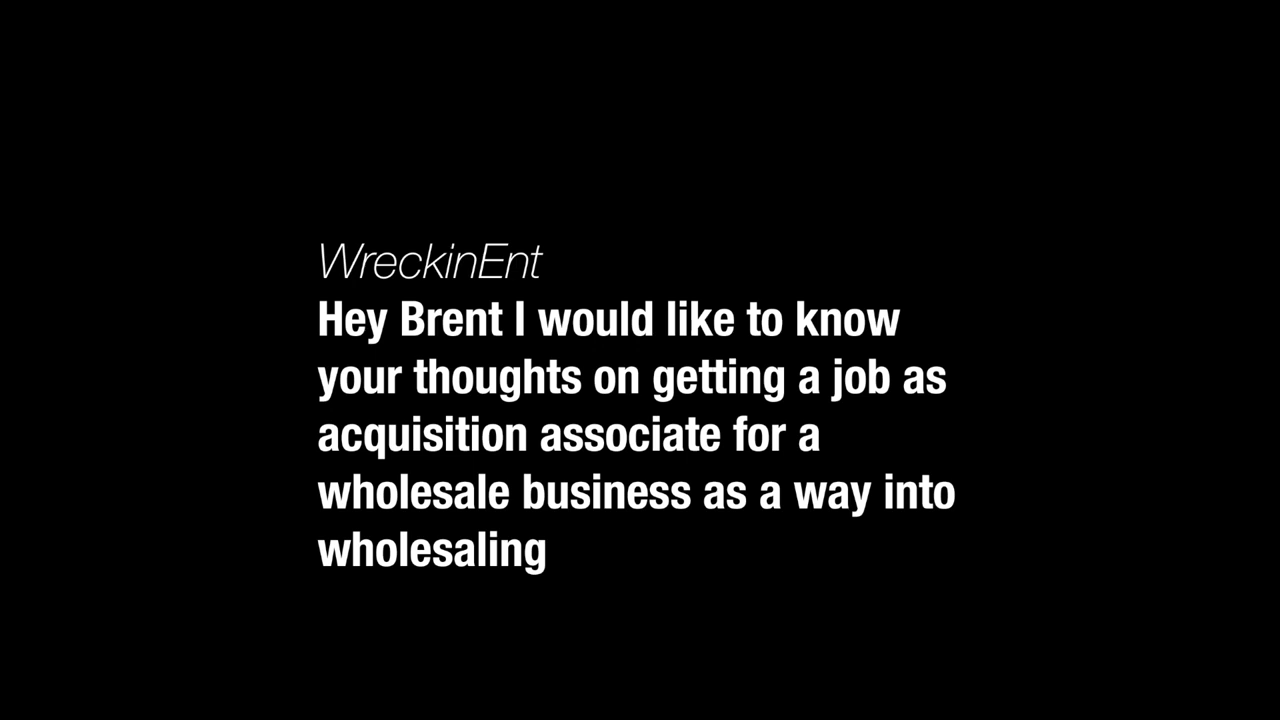 WreckinEnt
Hey Brent I would like to know
your thoughts on getting a job as
acquisition associate for a
wholesale business as a way into
wholesaling